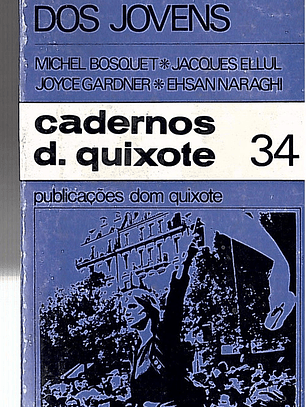 DOS JOVENS
MICHEL BOSQUET * JACQUES ELLUL
JOYCE GARDNER * EHSAN NARAGHI
cadernos
d. quixote 34
publicações dom quixote